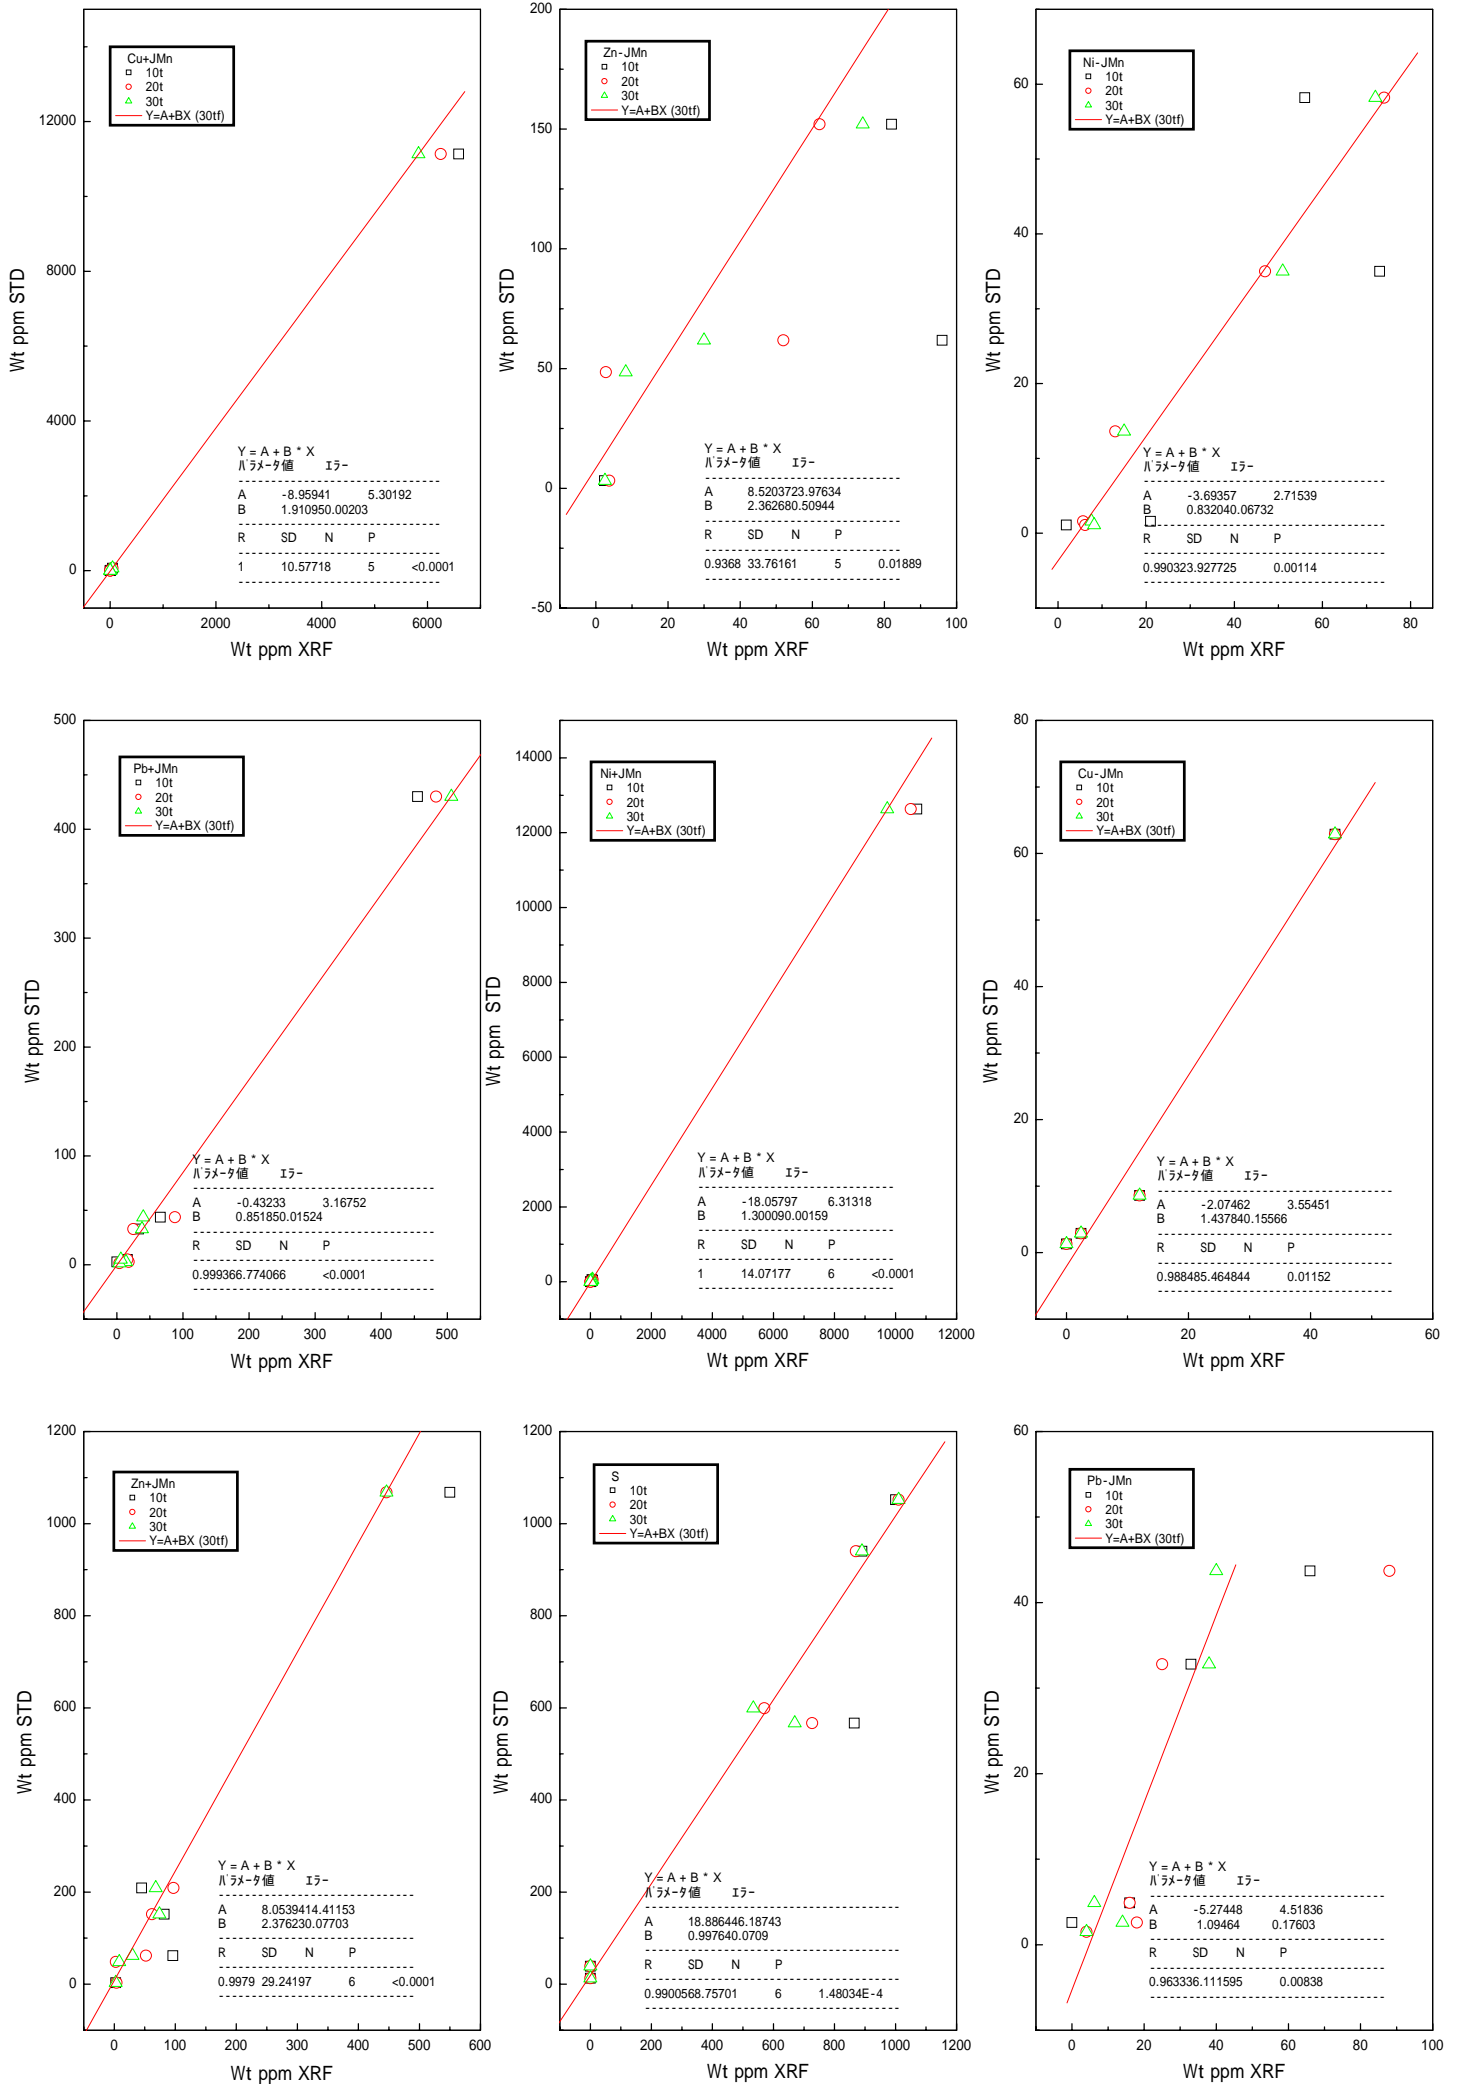 Cu+JMn
10t
20t
30t
Y=A+BX (30tf)
12000
8000
4000
0
Wt ppm STD
Y = A + B * X
パラメータ値 エラー
A -8.95941 5.30192
B 1.910950.00203
R SD N P
1 10.57718 5 <0.0001
0 2000 4000 6000
Wt ppm XRF
Zn-JMn
10t
20t
30t
Y=A+BX (30tf)
200
150
100
50
0
-50
Wt ppm STD
Y = A + B * X
パラメータ値 エラー
A 8.5203723.97634
B 2.362680.50944
R SD N P
0.9368 33.76161 5 0.01889
0 20 40 60 80 100
Wt ppm XRF
Ni-JMn
10t
20t
30t
Y=A+BX (30tf)
60
40
20
0
Wt ppm STD
Y = A + B * X
パラメータ値 エラー
A -3.69357 2.71539
B 0.832040.06732
R SD N P
0.990323.927725 0.00114
0 20 40 60 80
Wt ppm XRF
Pb+JMn
10t
20t
30t
Y=A+BX (30tf)
500
400
300
200
100
0
Wt ppm STD
Y = A + B * X
パラメータ値 エラー
A -0.43233 3.16752
B 0.851850.01524
R SD N P
0.999366.774066 <0.0001
0 100 200 300 400 500
Wt ppm XRF
Ni+JMn
10t
20t
30t
Y=A+BX (30tf)
14000
12000
10000
8000
6000
4000
2000
0
Wt ppm STD
Y = A + B * X
パラメータ値 エラー
A -18.05797 6.31318
B 1.300090.00159
R SD N P
1 14.07177 6 <0.0001
0 2000 4000 6000 8000 10000 12000
Wt ppm XRF
Cu-JMn
10t
20t
30t
Y=A+BX (30tf)
80
60
40
20
0
Wt ppm STD
Y = A + B * X
パラメータ値 エラー
A -2.07462 3.55451
B 1.437840.15566
R SD N P
0.988485.464844 0.01152
0 20 40 60
Wt ppm XRF
Zn+JMn
10t
20t
30t
Y=A+BX (30tf)
1200
1000
800
600
400
200
0
Wt ppm STD
Y = A + B * X
パラメータ値 エラー
A 8.0539414.41153
B 2.376230.07703
R SD N P
0.9979 29.24197 6 <0.0001
0 100 200 300 400 500 600
Wt ppm XRF
S
10t
20t
30t
Y=A+BX (30tf)
1200
1000
800
600
400
200
0
Wt ppm STD
Y = A + B * X
パラメータ値 エラー
A 18.886446.18743
B 0.997640.0709
R SD N P
0.9900568.75701 6 1.48034E-4
0 200 400 600 800 1000 1200
Wt ppm XRF
Pb-JMn
10t
20t
30t
Y=A+BX (30tf)
60
40
20
0
Wt ppm STD
Y = A + B * X
パラメータ値 エラー
A -5.27448 4.51836
B 1.09464 0.17603
R SD N P
0.963336.111595 0.00838
0 20 40 60 80 100
Wt ppm XRF